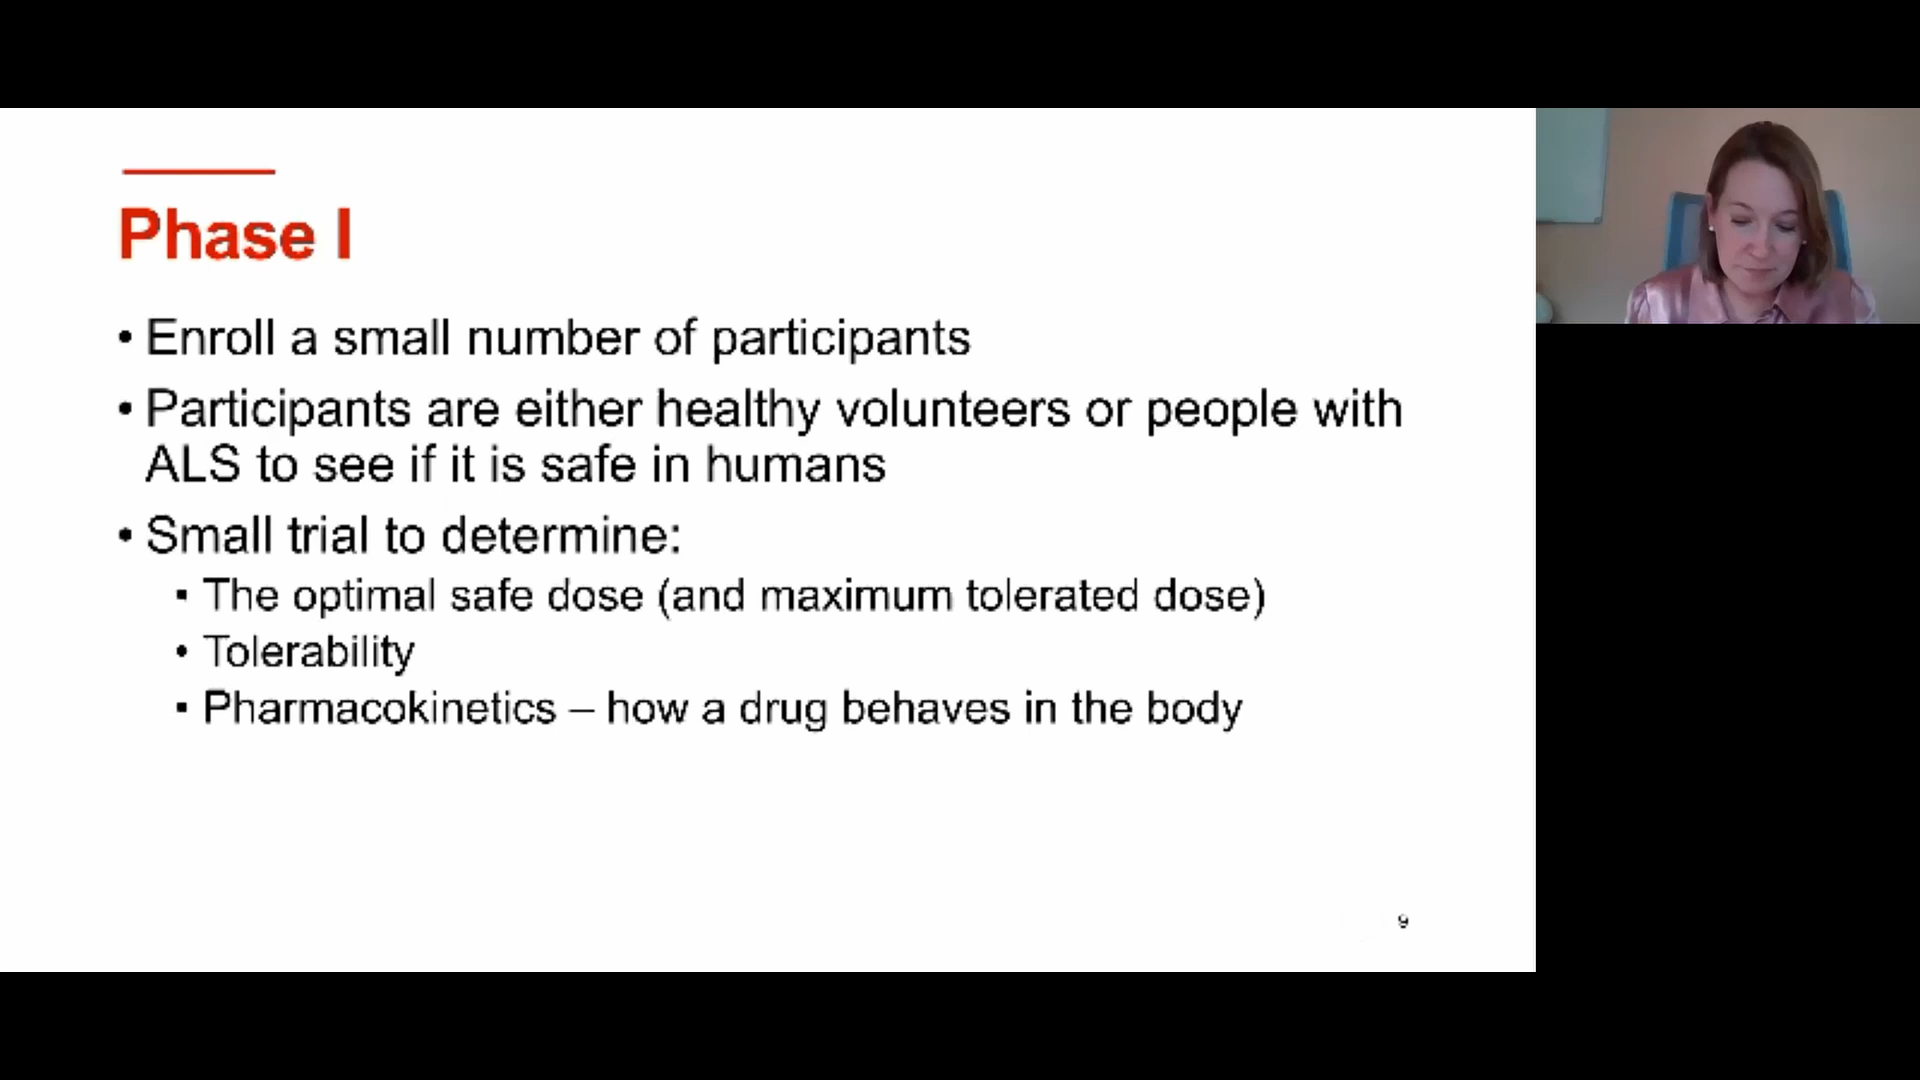 Phase I
• Enroll a small number of participants
• Participants are either healthy volunteers or people with
ALS to see if it is safe in humans
• Small trial to determine:
▪ The optimal safe dose (and maximum tolerated dose)
• Tolerability
▪ Pharmacokinetics – how a drug behaves in the body
9